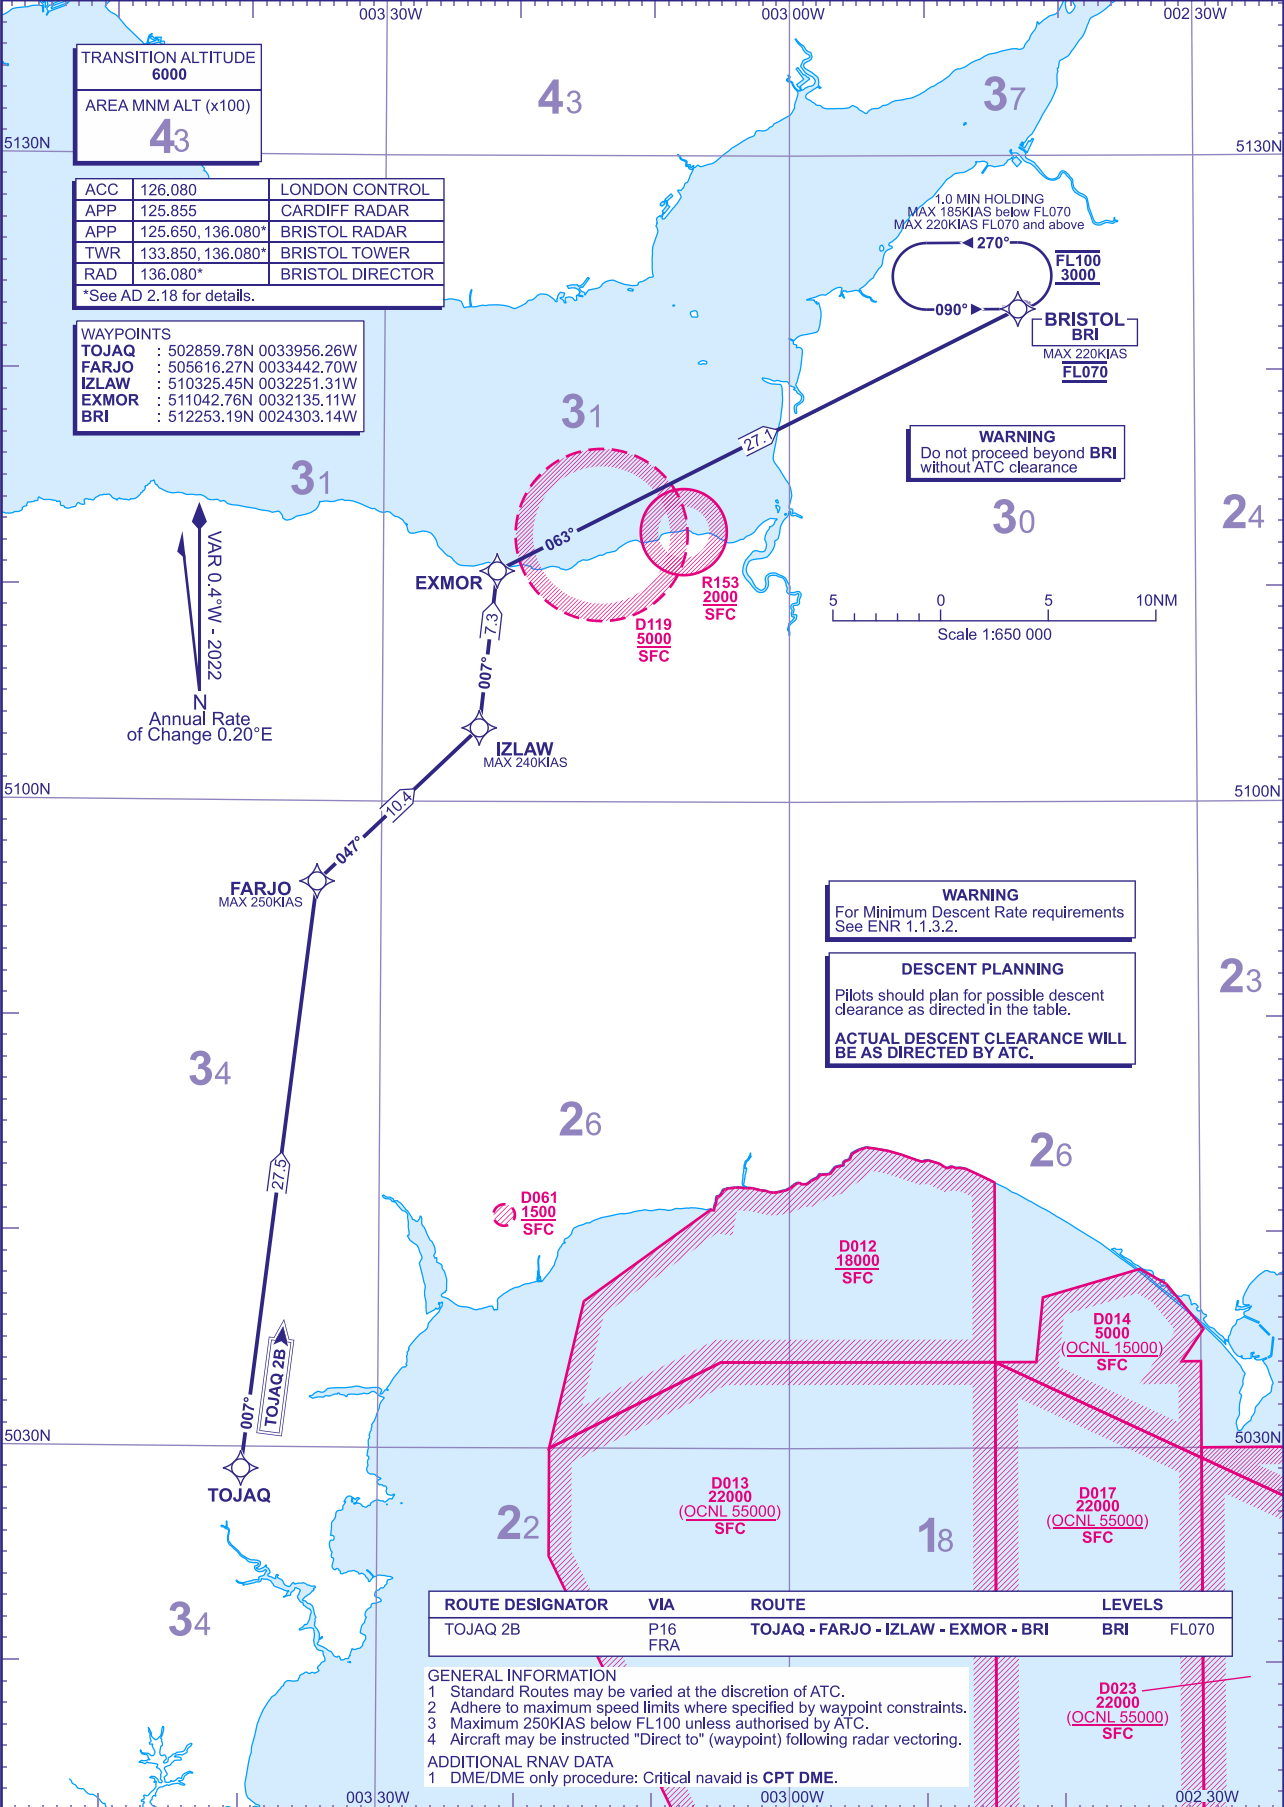 003 30W
003 00W
002 30W
TRANSITION ALTITUDE
6000
AREA MNM ALT (x100)
43
43
37
5130N
5130N
ACC 126.080 LONDON CONTROL
APP 125.855 CARDIFF RADAR
APP 125.650, 136.080* BRISTOL RADAR
TWR 133.850, 136.080* BRISTOL TOWER
RAD 136.080* BRISTOL DIRECTOR
*See AD 2.18 for details.
1.0 MIN HOLDING
MAX 185KIAS below FL070
MAX 220KIAS FL070 and above
270°
FL100
3000
090°
BRISTOL
BRI
MAX 220KIAS
FL070
WAYPOINTS
TOJAQ : 502859.78N 0033956.26W
FARJO : 505616.27N 0033442.70W
IZLAW : 510325.45N 0032251.31W
EXMOR : 511042.76N 0032135.11W
BRI : 512253.19N 0024303.14W
31
27.1
WARNING
Do not proceed beyond BRI
without ATC clearance
31
30
24
VAR 0.4°W - 2022
N
Annual Rate
of Change 0.20°E
063°
EXMOR
R153
2000
SFC
D119
5000
SFC
5 0 5 10NM
Scale 1:650 000
7.3
007°
IZLAW
MAX 240KIAS
5100N
10.4
047°
FARJO
MAX 250KIAS
WARNING
For Minimum Descent Rate requirements
See ENR 1.1.3.2.
DESCENT PLANNING
Pilots should plan for possible descent
clearance as directed in the table.
ACTUAL DESCENT CLEARANCE WILL
BE AS DIRECTED BY ATC.
5100N
23
34
26
26
27.5
D061
1500
SFC
D012
18000
SFC
D014
5000
(OCNL 15000)
SFC
TOJAQ 2B
007°
5030N
5030N
TOJAQ
D013
22000
(OCNL 55000)
SFC
D017
22000
(OCNL 55000)
SFC
22
18
34
ROUTE DESIGNATOR VIA ROUTE LEVELS
TOJAQ 2B P16 TOJAQ - FARJO - IZLAW - EXMOR - BRI BRI FL070
FRA
GENERAL INFORMATION
1 Standard Routes may be varied at the discretion of ATC.
2 Adhere to maximum speed limits where specified by waypoint constraints.
3 Maximum 250KIAS below FL100 unless authorised by ATC.
4 Aircraft may be instructed "Direct to" (waypoint) following radar vectoring.
ADDITIONAL RNAV DATA
1 DME/DME only procedure: Critical navaid is CPT DME.
D023
22000
(OCNL 55000)
SFC
003 30W
003 00W
002 30W